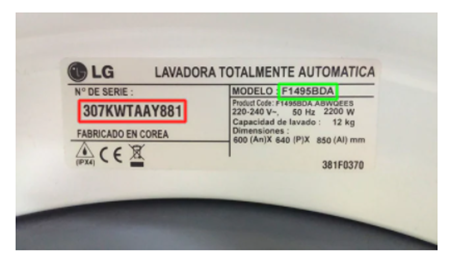 LG LAVADORA TOTALMENTE AUTOMATICA
Nº DE SERIE :
307KWTAAY881
FABRICADO EN COREA
(IPX4)
MODELO : F1495BDA
Product Code: F1495BDA.ABWQEES
220-240 V~, 50 Hz 2200 W
Capacidad de lavado : 12 kg
Dimensiones :
600 (An)X 640 (P)X 850 (Al) mm
381F0370